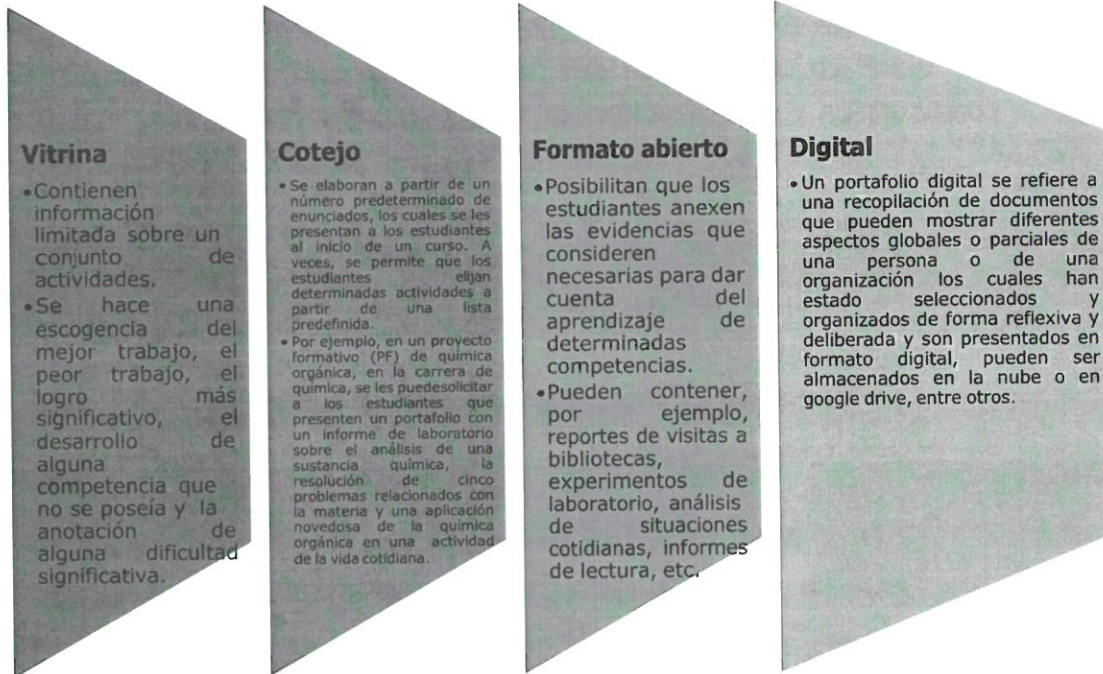 Vitrina
•Contienen
información
limitada sobre un
conjunto de
actividades.
•Se hace una
escogencia del
mejor trabajo, el
peor trabajo, el
logro más
significativo, el
desarrollo de
alguna
competencia que
no se poseía y la
anotación de
alguna dificultad
significativa.
Cotejo
•Se elaboran a partir de un
número predeterminado de
enunciados, los cuales se les
presentan a los estudiantes
al inicio de un curso. A
veces, se permite que los
estudiantes elijan
determinadas actividades a
partir de una lista
predefinida.
•Por ejemplo, en un proyecto
formativo (PF) de química
orgánica, en la carrera de
química, se les puedesolicitar
a los estudiantes que
presenten un portafolio con
un informe de laboratorio
sobre el análisis de una
sustancia química, la
resolución de cinco
problemas relacionados con
la materia y una aplicación
novedosa de la química
orgánica en una actividad
de la vida cotidiana.
Formato abierto
•Posibilitan que los
estudiantes anexen
las evidencias que
consideren
necesarias para dar
cuenta del
aprendizaje de
determinadas
competencias.
•Pueden contener,
por ejemplo,
reportes de visitas a
bibliotecas,
experimentos de
laboratorio, análisis
de situaciones
cotidianas, informes
de lectura, etc.
Digital
•Un portafolio digital se refiere a
una recopilación de documentos
que pueden mostrar diferentes
aspectos globales o parciales de
una persona o de una
organización los cuales han
estado seleccionados y
organizados de forma reflexiva y
deliberada y son presentados en
formato digital, pueden ser
almacenados en la nube o en
google drive, entre otros.